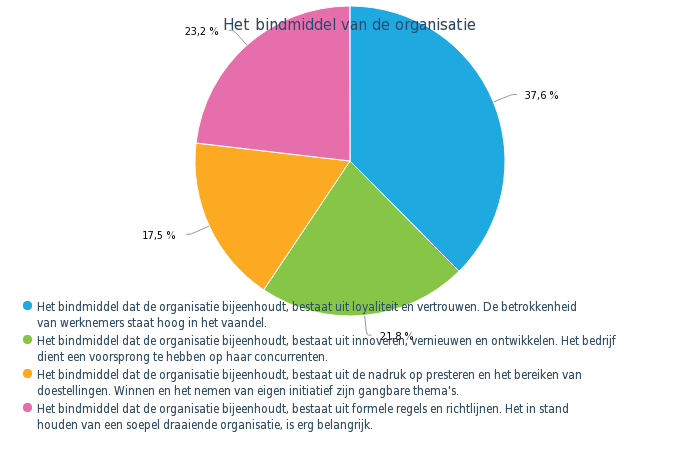 Het bindmiddel van de organisatie
23,2 %
37,6 %
17,5 %
21,8 %
Het bindmiddel dat de organisatie bijeenhoudt, bestaat uit loyaliteit en vertrouwen. De betrokkenheid
van werknemers staat hoog in het vaandel.
Het bindmiddel dat de organisatie bijeenhoudt, bestaat uit innoveren, vernieuwen en ontwikkelen. Het bedrijf
dient een voorsprong te hebben op haar concurrenten.
Het bindmiddel dat de organisatie bijeenhoudt, bestaat uit de nadruk op presteren en het bereiken van
doestellingen. Winnen en het nemen van eigen initiatief zijn gangbare thema's.
Het bindmiddel dat de organisatie bijeenhoudt, bestaat uit formele regels en richtlijnen. Het in stand
houden van een soepel draaiende organisatie, is erg belangrijk.